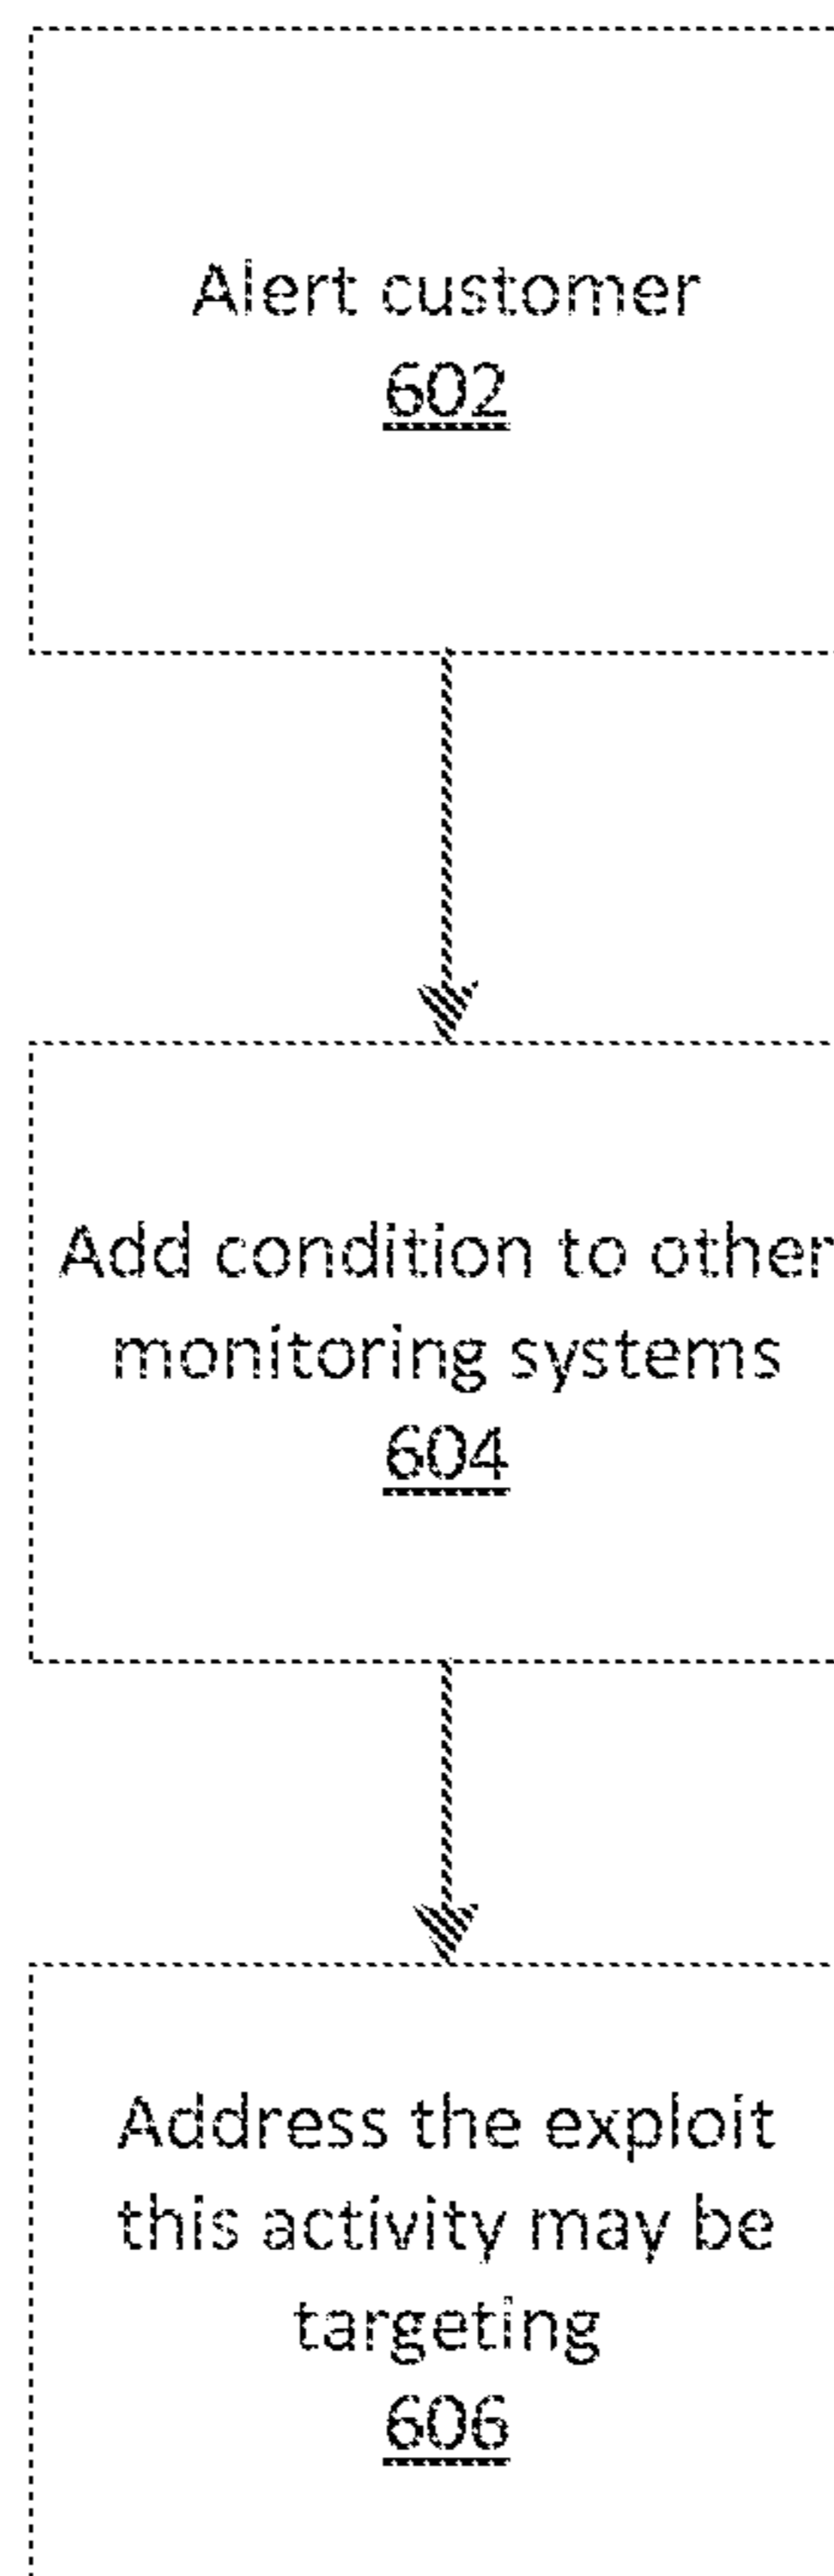 Alert customer
602
Add condition to other
monitoring systems
604
Address the exploit
this activity may be
targeting
606